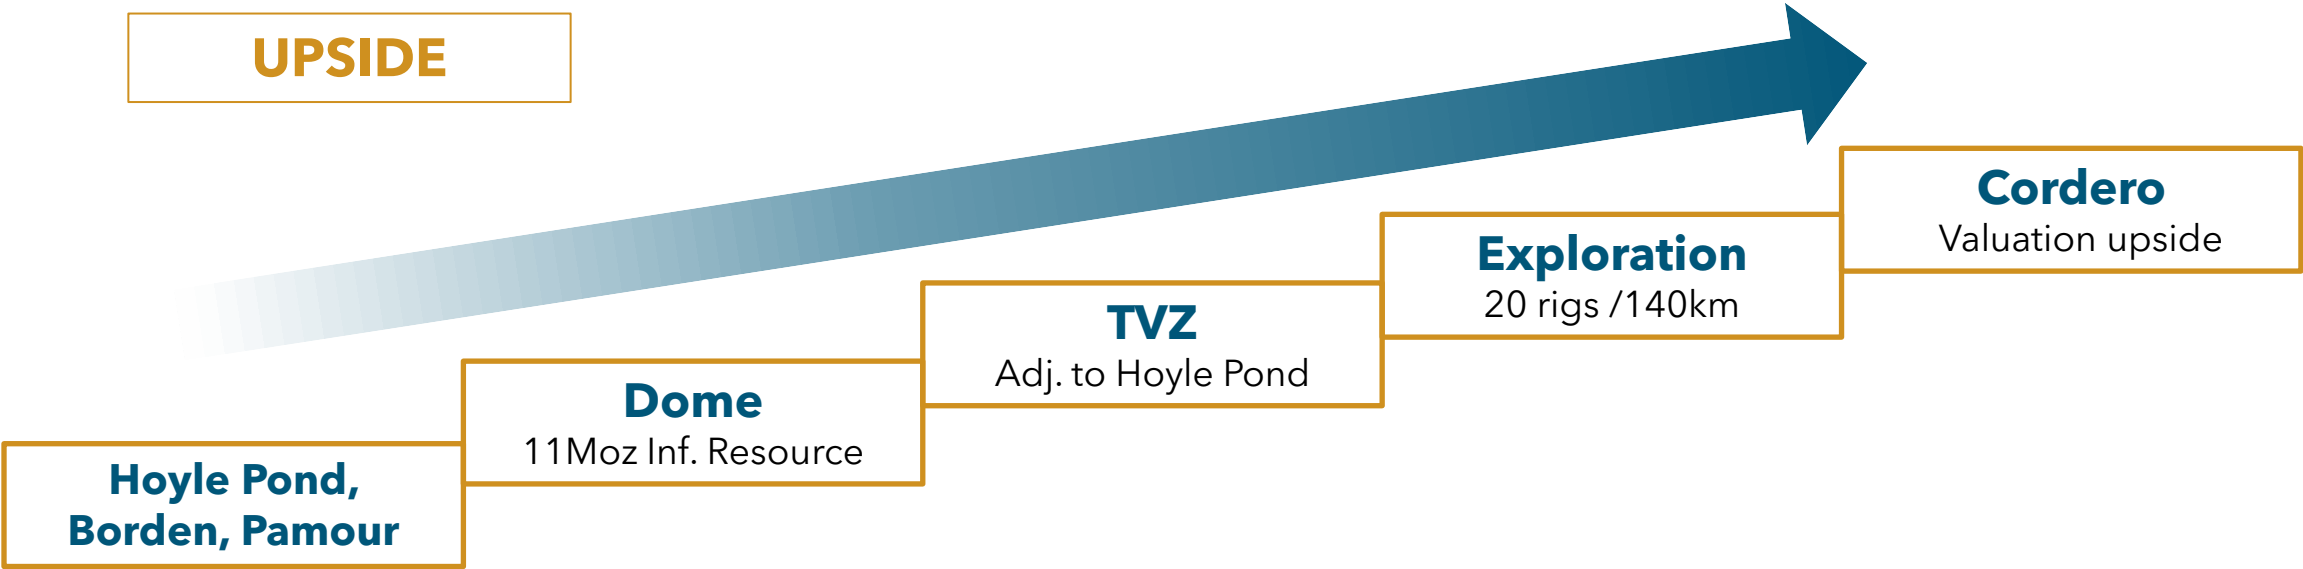 UPSIDE
Hoyle Pond,
Borden, Pamour
Dome
11Moz Inf. Resource
TVZ
Adj. to Hoyle Pond
Exploration
20 rigs /140km
Cordero
Valuation upside